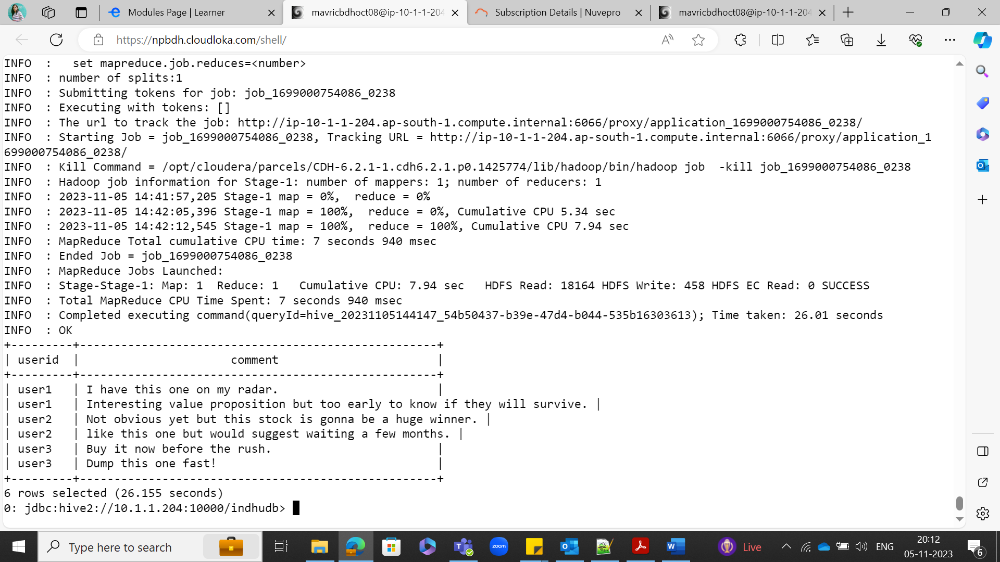 Modules Page | Learner
mavricbdhoct08@ip-10-1-1-204
Subscription Details | Nuvepro
mavricbdhoct08@ip-10-1-1-204
https://npbdh.cloudloka.com/shell/
INFO  :   set mapreduce.job.reduces=<number>
INFO  : number of splits:1
INFO  : Submitting tokens for job: job_1699000754086_0238
INFO  : Executing with tokens: []
INFO  : The url to track the job: http://ip-10-1-1-204.ap-south-1.compute.internal:6066/proxy/application_1699000754086_0238/
INFO  : Starting Job = job_1699000754086_0238, Tracking URL = http://ip-10-1-1-204.ap-south-1.compute.internal:6066/proxy/application_1
699000754086_0238/
INFO  : Kill Command = /opt/cloudera/parcels/CDH-6.2.1-1.cdh6.2.1.p0.1425774/lib/hadoop/bin/hadoop job  -kill job_1699000754086_0238
INFO  : Hadoop job information for Stage-1: number of mappers: 1; number of reducers: 1
INFO  : 2023-11-05 14:41:57,205 Stage-1 map = 0%,  reduce = 0%
INFO  : 2023-11-05 14:42:05,396 Stage-1 map = 100%,  reduce = 0%, Cumulative CPU 5.34 sec
INFO  : 2023-11-05 14:42:12,545 Stage-1 map = 100%,  reduce = 100%, Cumulative CPU 7.94 sec
INFO  : MapReduce Total cumulative CPU time: 7 seconds 940 msec
INFO  : Ended Job = job_1699000754086_0238
INFO  : MapReduce Jobs Launched:
INFO  : Stage-Stage-1: Map: 1  Reduce: 1   Cumulative CPU: 7.94 sec   HDFS Read: 18164 HDFS Write: 458 HDFS EC Read: 0 SUCCESS
INFO  : Total MapReduce CPU Time Spent: 7 seconds 940 msec
INFO  : Completed executing command(queryId=hive_20231105144147_54b50437-b39e-47d4-b044-535b16303613); Time taken: 26.01 seconds
INFO  : OK
+---------+----------------------------------------------------+
| userid  |                      comment                       |
+---------+----------------------------------------------------+
| user1   | I have this one on my radar.                       |
| user1   | Interesting value proposition but too early to know if they will survive. |
| user2   | Not obvious yet but this stock is gonna be a huge winner. |
| user2   | like this one but would suggest waiting a few months. |
| user3   | Buy it now before the rush.                        |
| user3   | Dump this one fast!                                |
+---------+----------------------------------------------------+
6 rows selected (26.155 seconds)
0: jdbc:hive2://10.1.1.204:10000/indhudb>
Type here to search
zoom
Live
ENG
20:12
05-11-2023
6